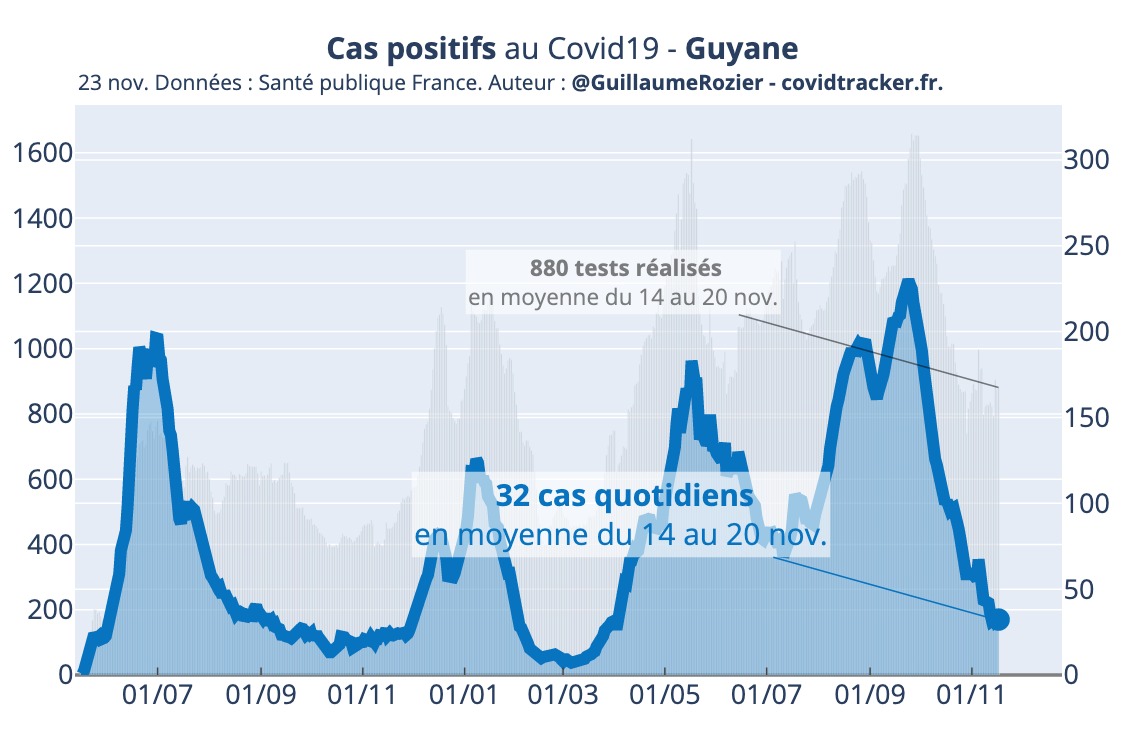 Cas positifs au Covid19 - Guyane
23 nov. Données : Santé publique France. Auteur : @GuillaumeRozier - covidtracker.fr.
1600
1400
1200
1000
800
600
400
200
0
300
250
200
150
100
50
0
880 tests réalisés
en moyenne du 14 au 20 nov.
32 cas quotidiens
en moyenne du 14 au 20 nov.
01/07 01/09 01/11 01/01 01/03 01/05 01/07 01/09 01/11